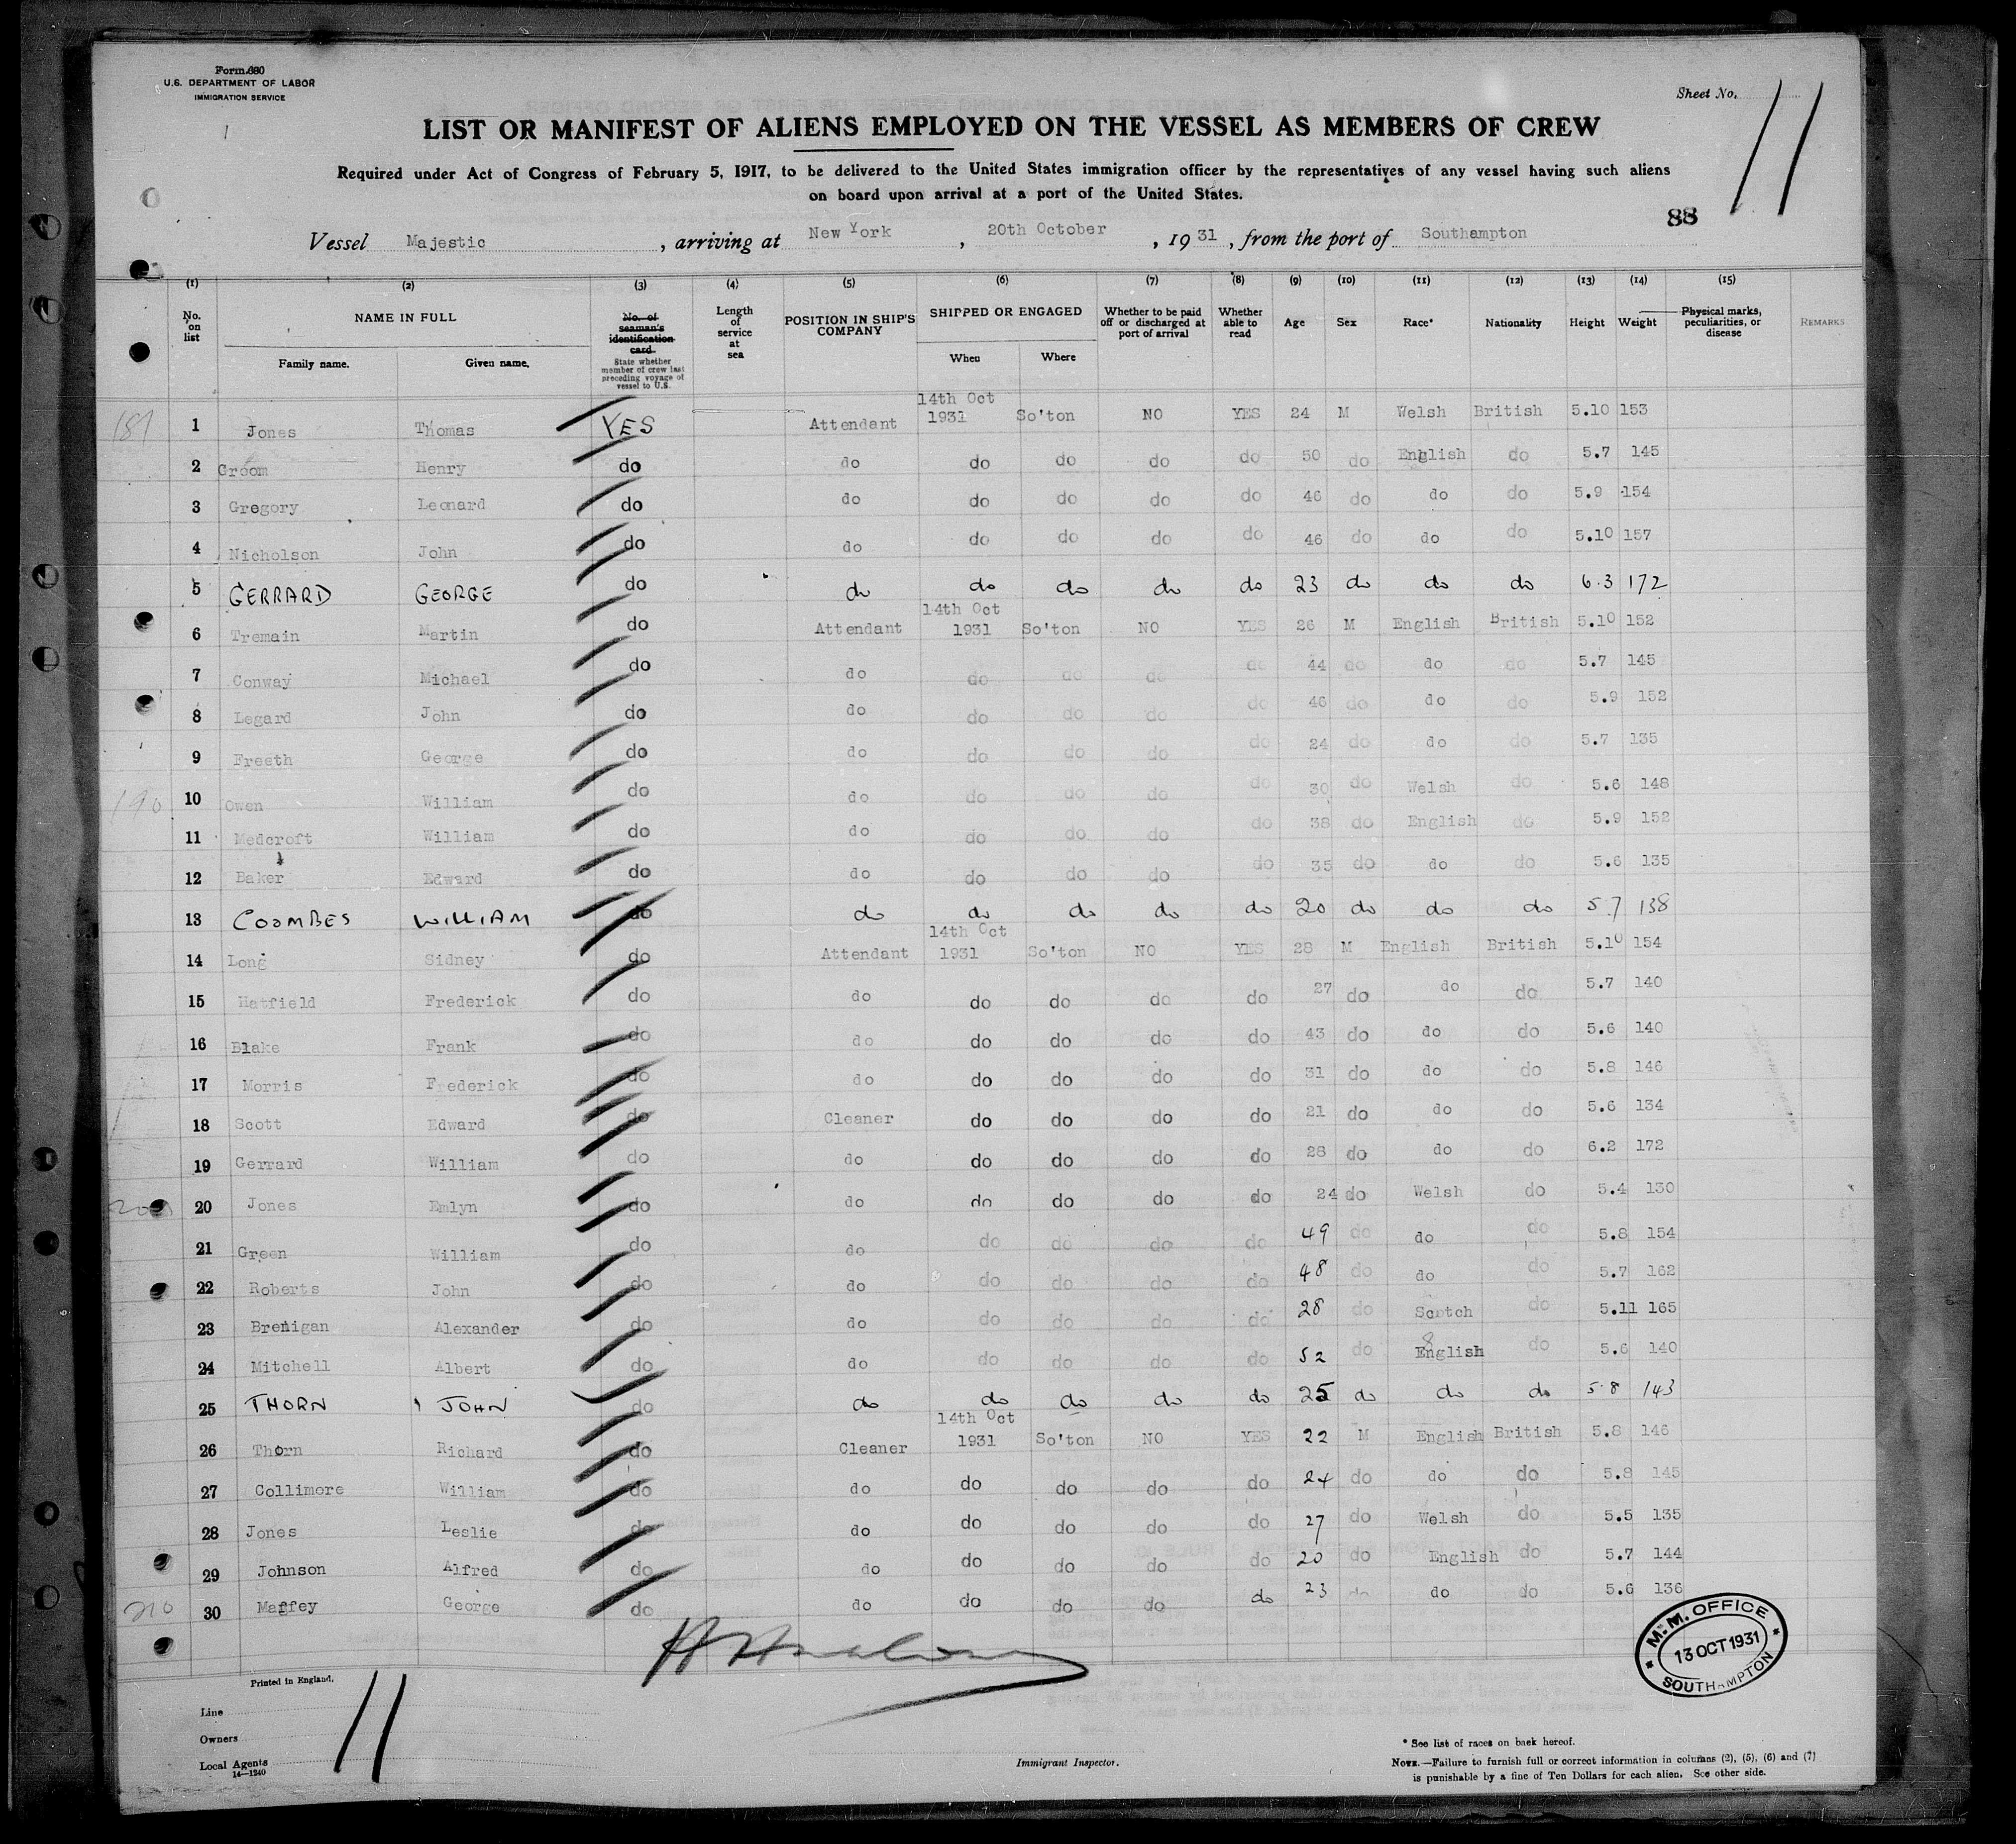 Form 680
U.S. DEPARTMENT OF LABOR
IMMIGRATION SERVICE
Sheet No. 11
LIST OR MANIFEST OF ALIENS EMPLOYED ON THE VESSEL AS MEMBERS OF CREW
Required under Act of Congress of February 5, 1917, to be delivered to the United States immigration officer by the representatives of any vessel having such aliens
on board upon arrival at a port of the United States.
88
Vessel Majestic, arriving at New York, 20th October, 1931, from the port of Southampton
(1) (2) (3) (4) (5) (6) (7) (8) (9) (10) (11) (12) (13) (14) (15)
No. on list NAME IN FULL Family name. Given name. No. of seaman's identification card. State whether member of crew last preceding voyage of vessel to U.S. Length of service at sea POSITION IN SHIP'S COMPANY SHIPPED OR ENGAGED When Where Whether to be paid off or discharged at port of arrival Whether able to read Age Sex Race* Nationality Height Weight Physical marks, peculiarities, or disease REMARKS
187 1 Jones Thomas YES Attendant 14th Oct 1931 So'ton NO YES 24 M Welsh British 5.10 153
2 Groom Henry do do do do do do 50 do English do 5.7 145
3 Gregory Leonard do do do do do do 46 do do do 5.9 154
4 Nicholson John do do do do do do 46 do do do 5.10 157
5 GERRARD GEORGE do do do do do do 23 do do do 6.3 172
6 Tremain Martin do Attendant 14th Oct 1931 So'ton NO YES 26 M English British 5.10 152
7 Conway Michael do do do do do do 44 do do do 5.7 145
8 Legard John do do do do do do 46 do do do 5.9 152
9 Freeth George do do do do do do 24 do do do 5.7 135
190 10 Owen William do do do do do do 30 do Welsh do 5.6 148
11 Medcroft William do do do do do do 38 do English do 5.9 152
12 Baker Edward do do do do do do 35 do do do 5.6 135
13 COOMBES WILLIAM do do do do do do 20 do do do 5.7 138
14 Long Sidney do Attendant 14th Oct 1931 So'ton NO YES 28 M English British 5.10 154
15 Hatfield Frederick do do do do do do 27 do do do 5.7 140
16 Blake Frank do do do do do do 43 do do do 5.6 140
17 Morris Frederick do do do do do do 31 do do do 5.8 146
18 Scott Edward do Cleaner do do do do 21 do do do 5.6 134
19 Gerrard William do do do do do do 28 do do do 6.2 172
200 20 Jones Emlyn do do do do do do 24 do Welsh do 5.4 130
21 Green William do do do do do do 49 do do do 5.8 154
22 Roberts John do do do do do do 48 do do do 5.7 162
23 Brenigan Alexander do do do do do do 28 do Scotch do 5.11 165
24 Mitchell Albert do do do do do do 52 do English do 5.6 140
25 THORN JOHN do do do do do do 25 do do do 5.8 143
26 Thorn Richard do Cleaner 14th Oct 1931 So'ton NO YES 22 M English British 5.8 146
27 Collimore William do do do do do do 24 do do do 5.8 145
28 Jones Leslie do do do do do do 27 do Welsh do 5.5 135
29 Johnson Alfred do do do do do do 20 do English do 5.7 144
210 30 Maffey George do do do do do do 23 do do do 5.6 136
M.M. OFFICE
13 OCT 1931
SOUTHAMPTON
Printed in England.
11
Line
Owners
Local Agents
14—1240
Immigrant Inspector.
* See list of races on back hereof.
NOTE.—Failure to furnish full or correct information in columns (2), (5), (6) and (7)
is punishable by a fine of Ten Dollars for each alien. See other side.